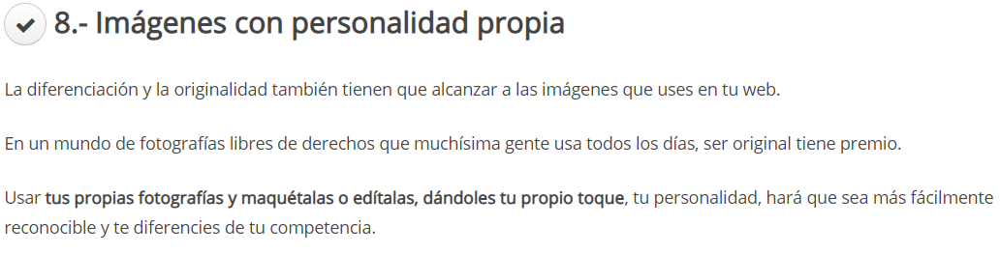 8.- Imágenes con personalidad propia
La diferenciación y la originalidad también tienen que alcanzar a las imágenes que uses en tu web.
En un mundo de fotografías libres de derechos que muchísima gente usa todos los días, ser original tiene premio.
Usar tus propias fotografías y maquétalas o edítalas, dándoles tu propio toque, tu personalidad, hará que sea más fácilmente
reconocible y te diferencies de tu competencia.